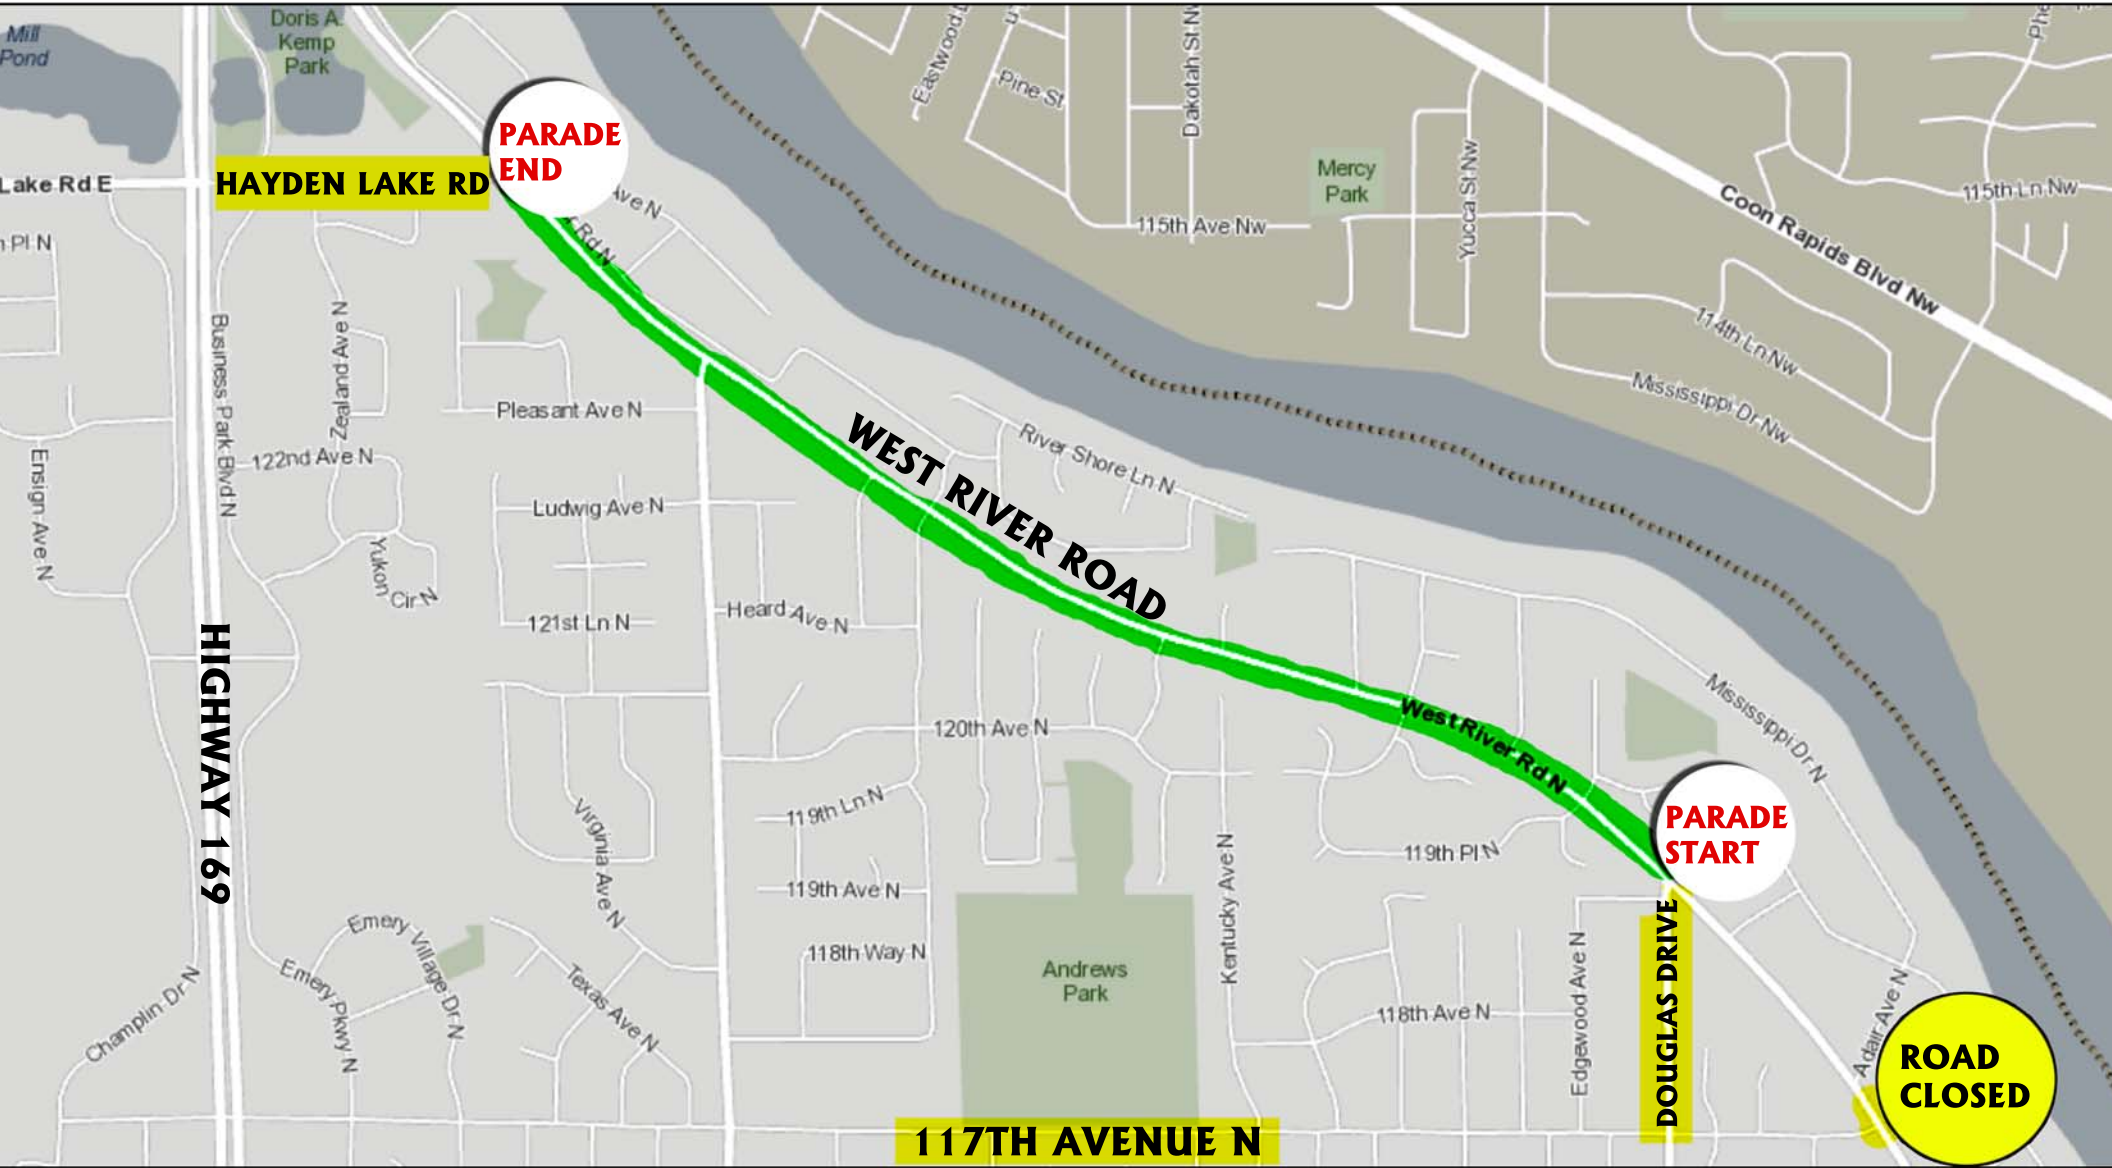 Mill
Pond
Doris A.
Kemp
Park
PARADE
END
Lake Rd E
HAYDEN LAKE RD
Ave N
Rd N
Pl N
Eastwood
Pine St
Dakotah St Nw
115th Ave Nw
Mercy
Park
Yucca St Nw
Coon Rapids Blvd Nw
115th Ln Nw
114th Ln Nw
Mississippi Dr Nw
Business Park Blvd N
Zealand Ave N
Pleasant Ave N
122nd Ave N
Ensign Ave N
Yukon Cir N
Ludwig Ave N
121st Ln N
Heard Ave N
WEST RIVER ROAD
River Shore Ln N
HIGHWAY 169
120th Ave N
West River Rd N
Mississippi Dr N
PARADE
START
119th Ln N
119th Ave N
118th Way N
Virginia Ave N
Texas Ave N
Emery Village Dr N
Emery Pkwy N
Champlin Dr N
Andrews
Park
Kentucky Ave N
119th Pl N
118th Ave N
Edgewood Ave N
DOUGLAS DRIVE
Adair Ave N
ROAD
CLOSED
117TH AVENUE N